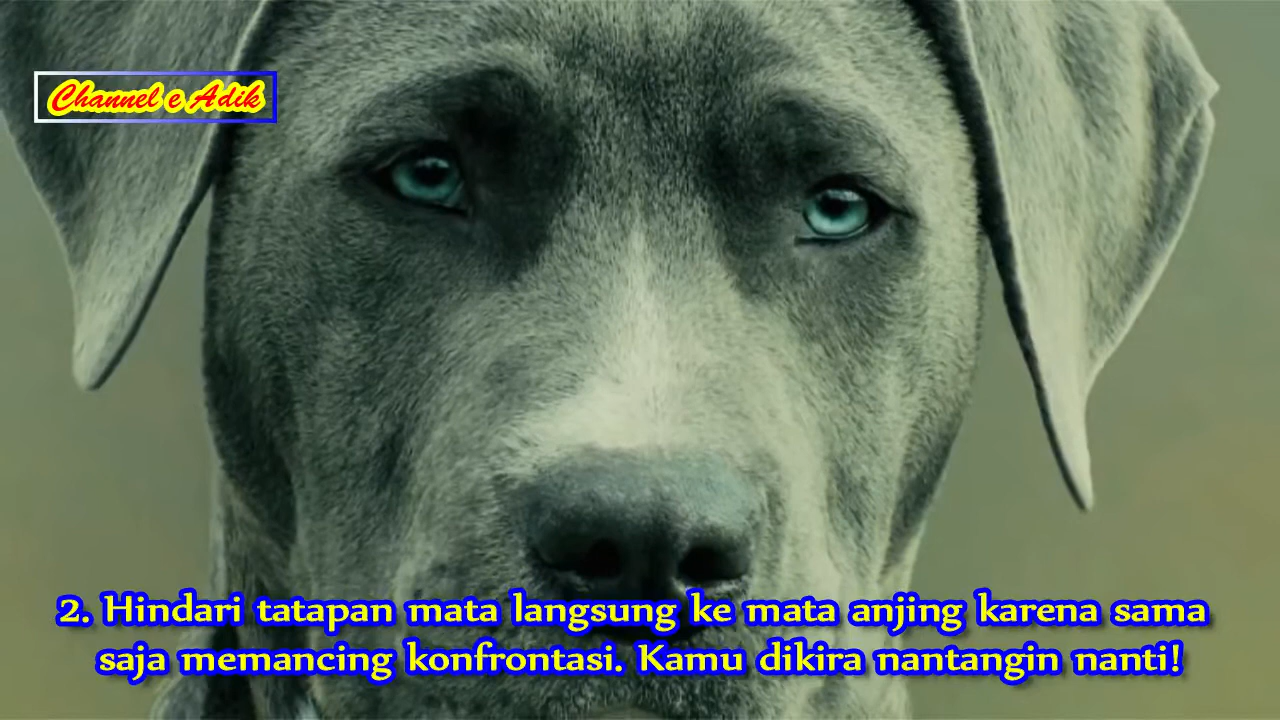 Channel e Adik
2. Hindari tatapan mata langsung ke mata anjing karena sama
saja memancing konfrontasi. Kamu dikira nantangin nanti!